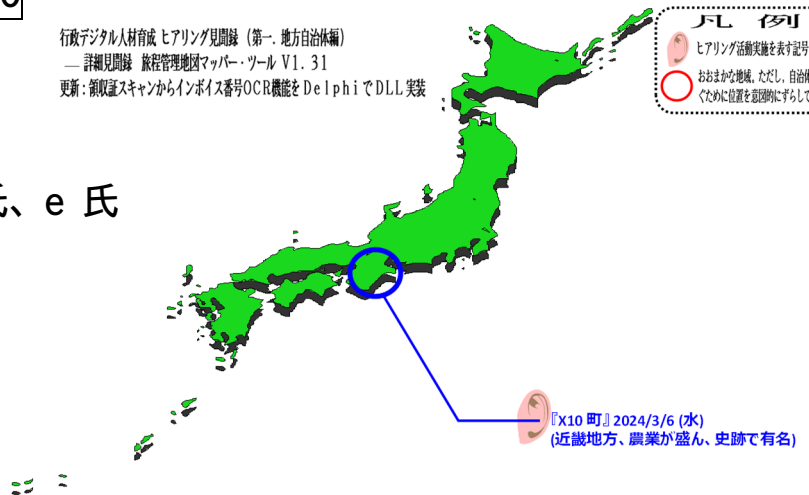 行政デジタル人材育成 ヒアリング見聞録 (第一. 地方自治体編)
― 詳細見聞録 旅程管理地図マッパー・ツール V1.31
更新:領収証スキャンからインボイス番号OCR機能をDelphiでDLL実装
凡 例
ヒアリング活動実施を表す記号
おおまかな地域。ただし、自治体
ぐために位置を意図的にずらして
氏、e 氏
『X10 町』 2024/3/6 (水)
(近畿地方、農業が盛ん、史跡で有名)